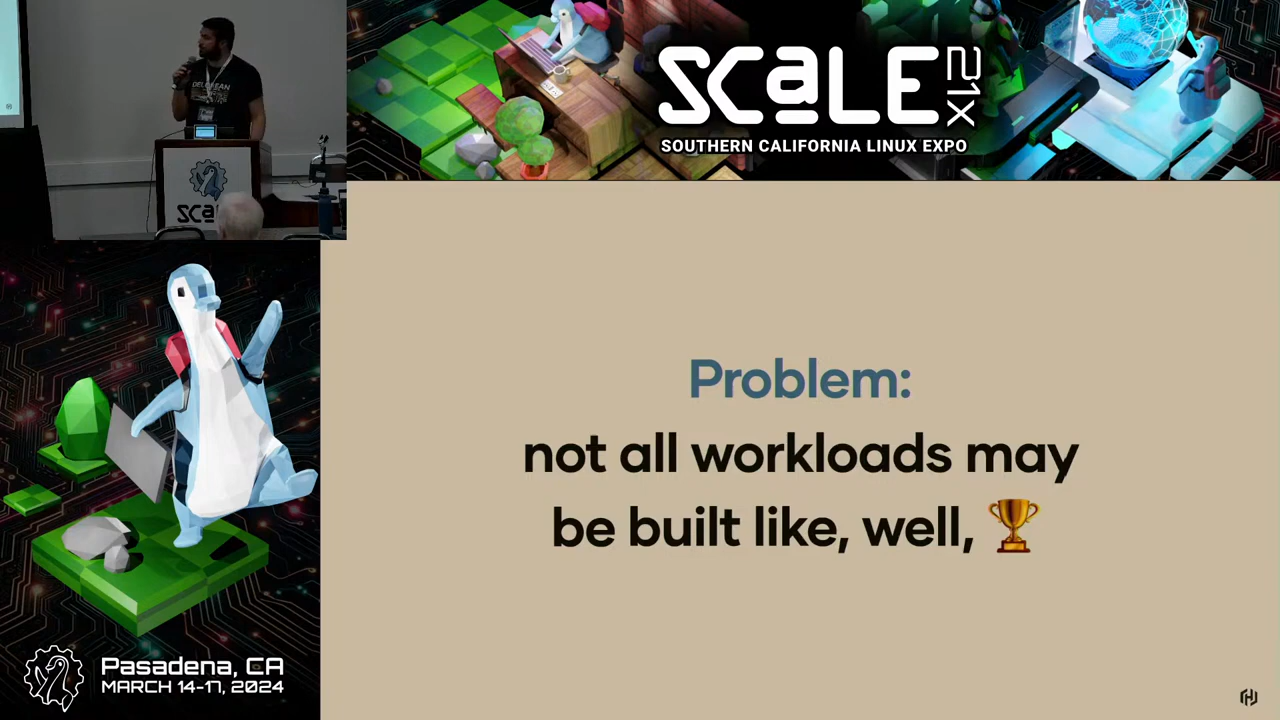 SCaLE 21X
SOUTHERN CALIFORNIA LINUX EXPO
SCa
Problem:
not all workloads may
be built like, well, 🏆
Pasadena, CA
MARCH 14-17, 2024